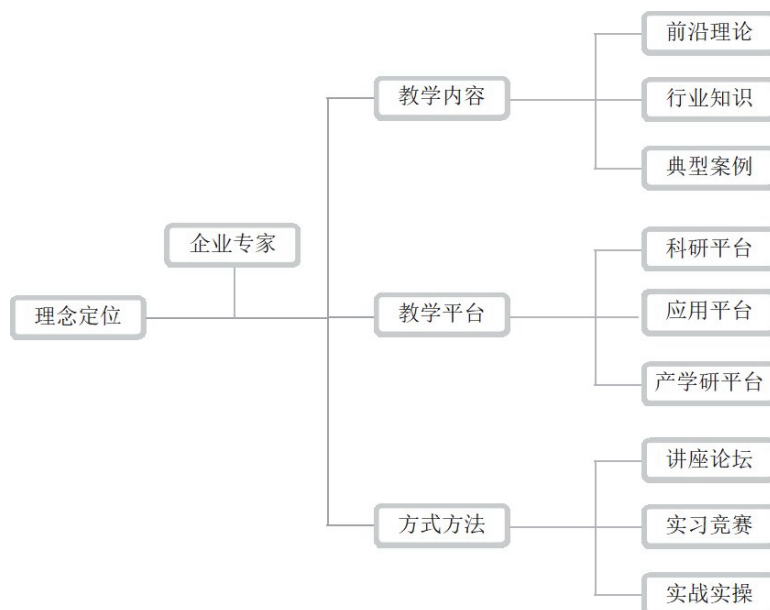 前沿理论
教学内容
行业知识
典型案例
企业专家
科研平台
理念定位
教学平台
应用平台
产学研平台
讲座论坛
方式方法
实习竞赛
实战实操